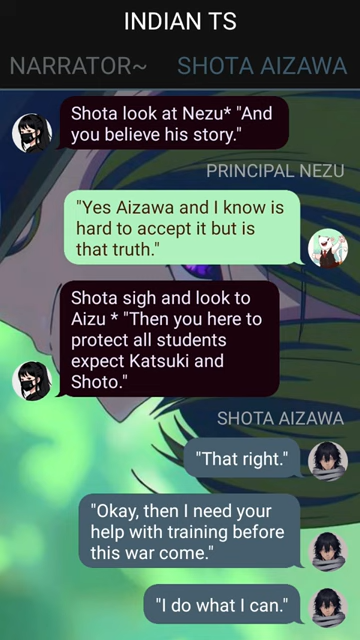 INDIAN TS
NARRATOR~ SHOTA AIZAWA
Shota look at Nezu* "And
you believe his story."
PRINCIPAL NEZU
"Yes Aizawa and I know is
hard to accept it but is
that truth."
Shota sigh and look to
Aizu * "Then you here to
protect all students
expect Katsuki and
Shoto."
SHOTA AIZAWA
"That right."
"Okay, then I need your
help with training before
this war come."
"I do what I can."